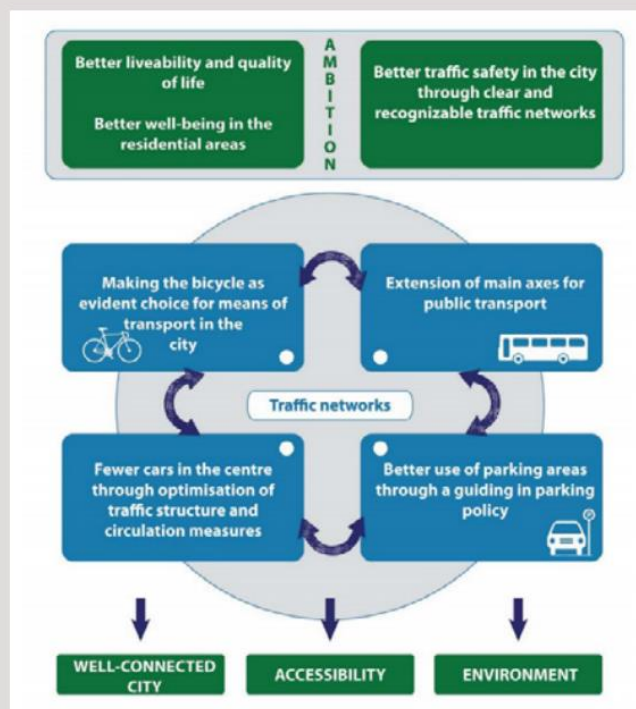 Better liveability and quality
of life
Better well-being in the
residential areas
AMBITION
Better traffic safety in the city
through clear and
recognizable traffic networks
Making the bicycle as
evident choice for means of
transport in the
city
Extension of main axes for
public transport
Traffic networks
Fewer cars in the centre
through optimisation of
traffic structure and
circulation measures
Better use of parking areas
through a guiding in parking
policy
WELL-CONNECTED
CITY
ACCESSIBILITY
ENVIRONMENT